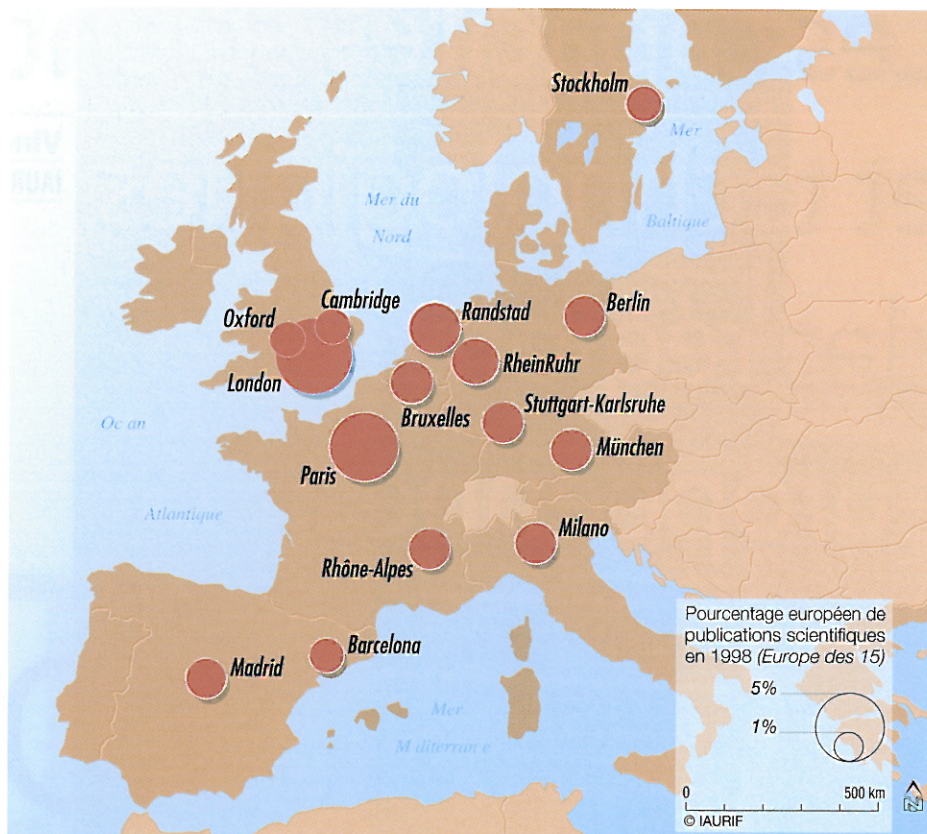 Stockholm
Mer
Baltique
Mer du
Nord
Cambridge
Oxford
London
Randstad
Berlin
RheinRuhr
Bruxelles
Stuttgart-Karlsruhe
München
Paris
Oc an
Atlantique
Rhône-Alpes
Milano
Barcelona
Madrid
Mer
M diterran e
Pourcentage européen de
publications scientifiques
en 1998 (Europe des 15)
5%
1%
0 500 km
© IAURIF
N